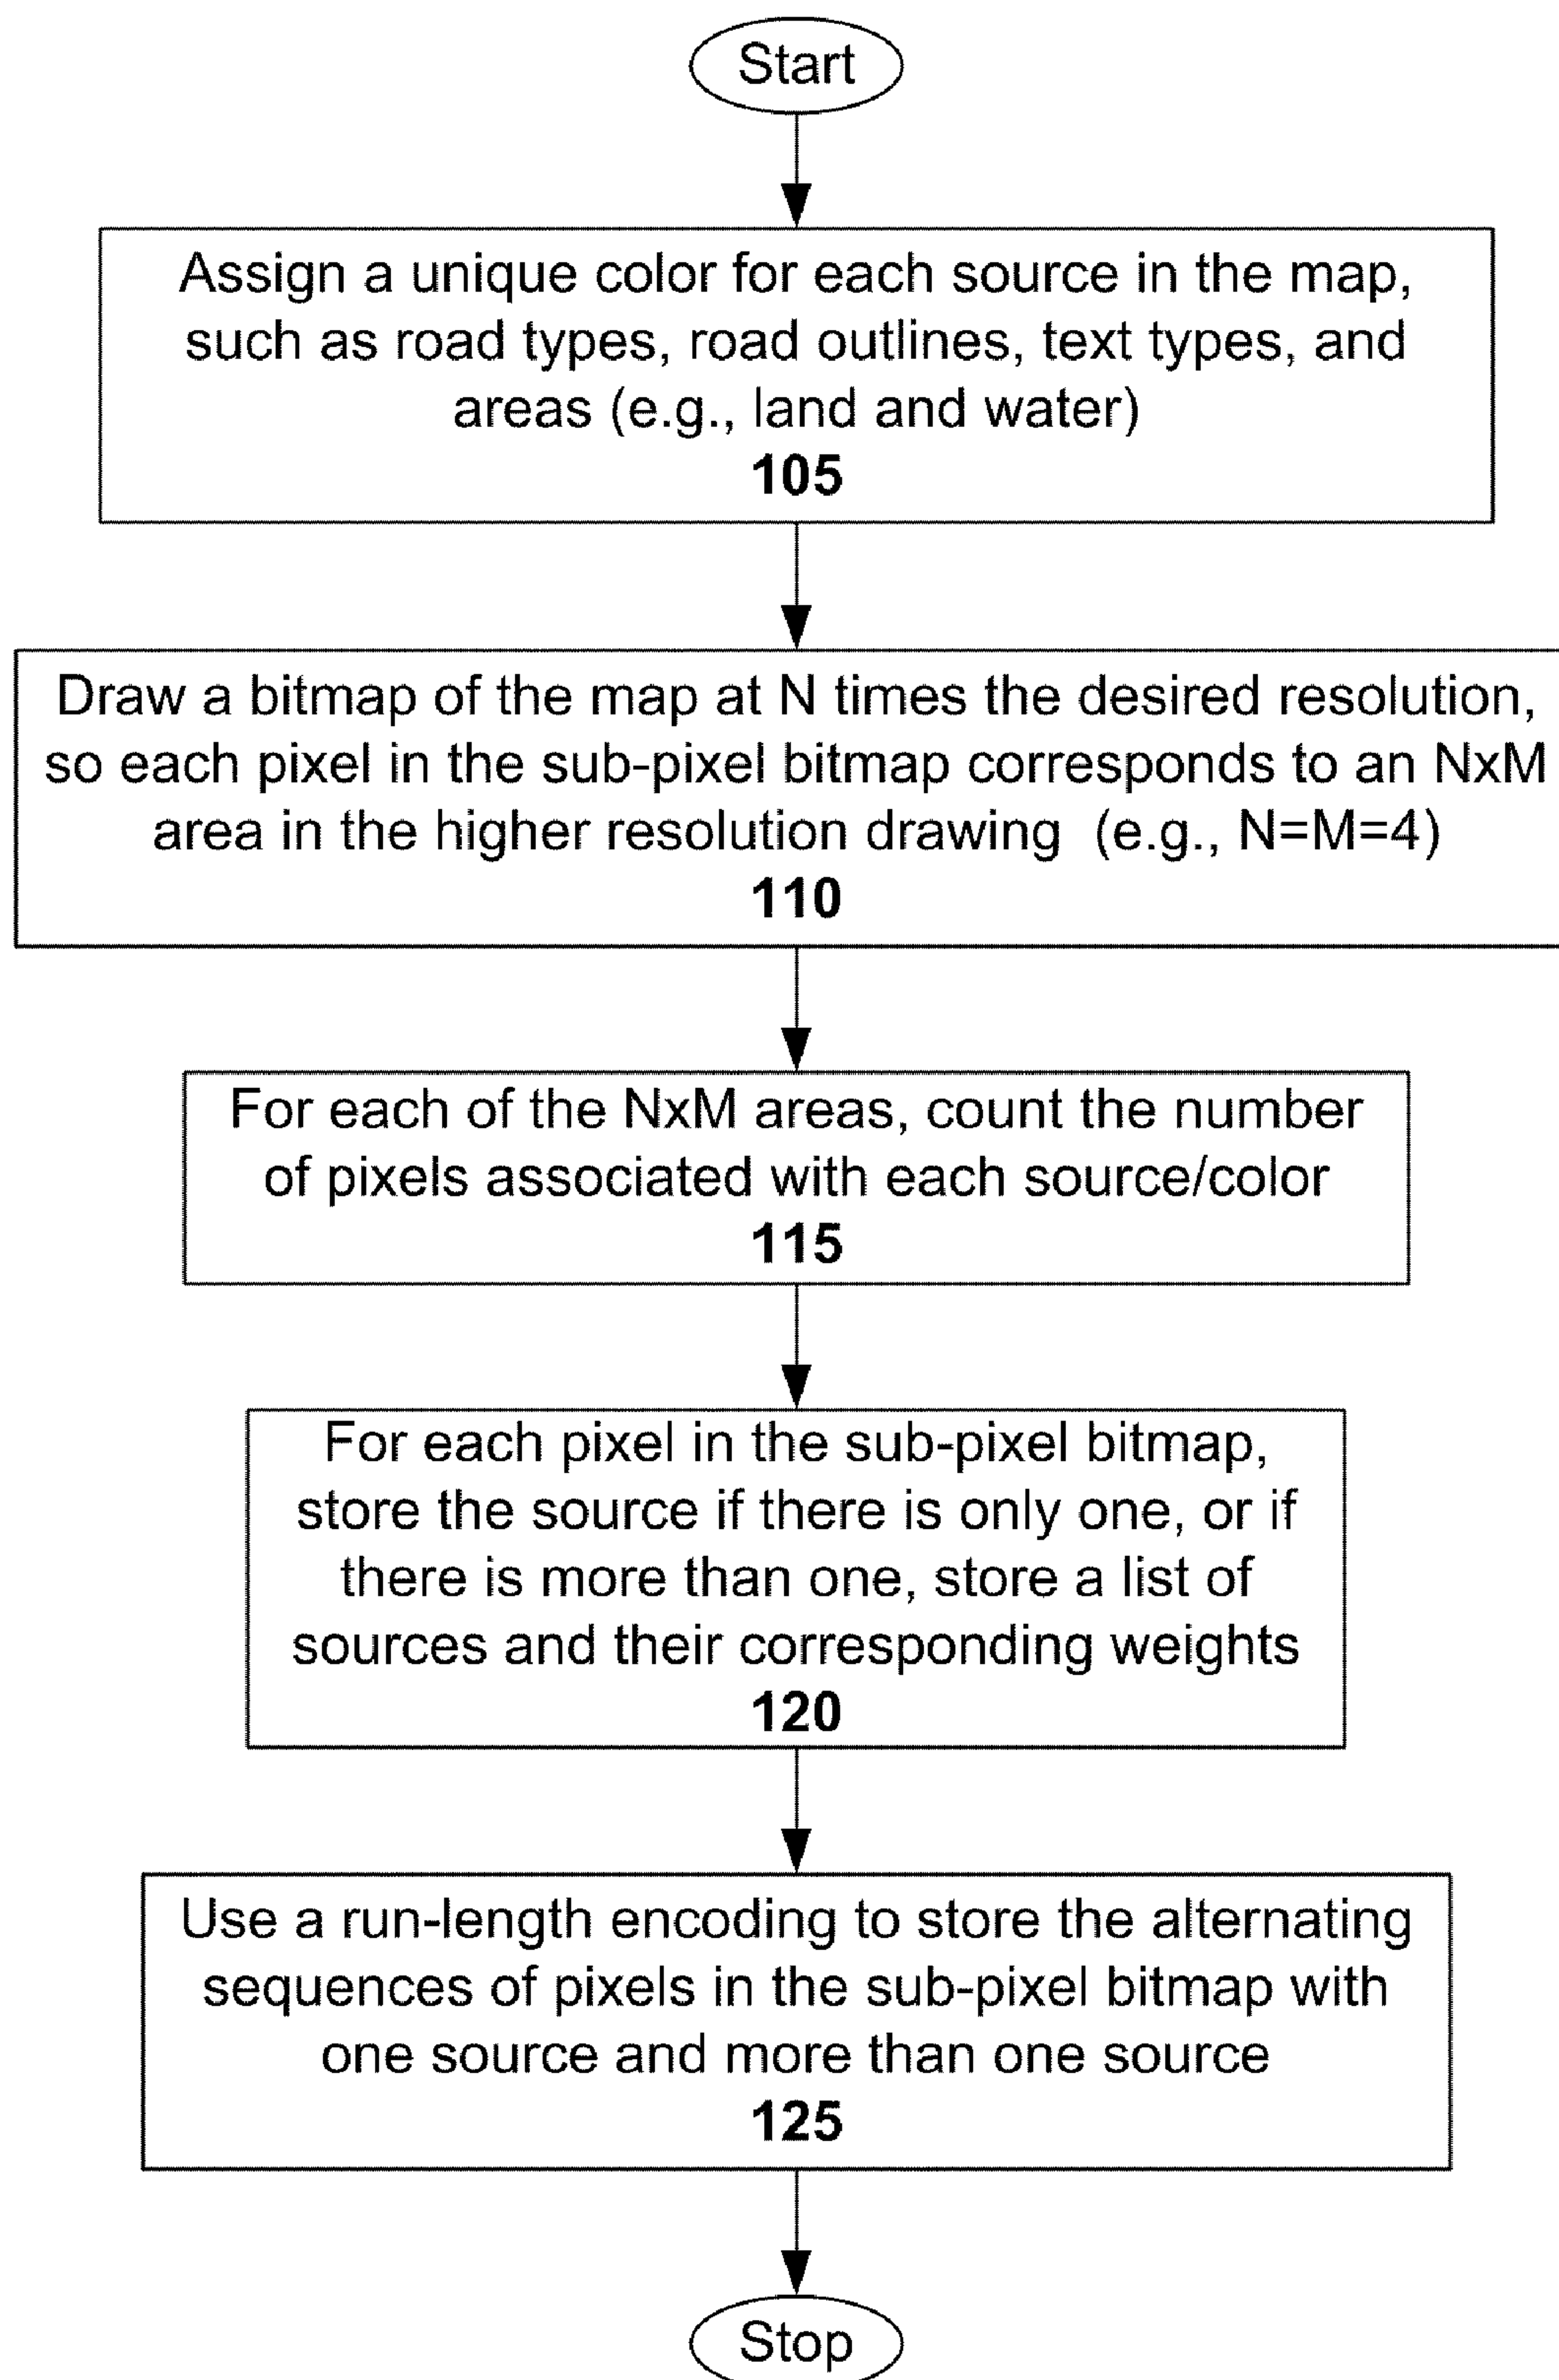 Start
Assign a unique color for each source in the map,
such as road types, road outlines, text types, and
areas (e.g., land and water)
105
Draw a bitmap of the map at N times the desired resolution,
so each pixel in the sub-pixel bitmap corresponds to an NxM
area in the higher resolution drawing (e.g., N=M=4)
110
For each of the NxM areas, count the number
of pixels associated with each source/color
115
For each pixel in the sub-pixel bitmap,
store the source if there is only one, or if
there is more than one, store a list of
sources and their corresponding weights
120
Use a run-length encoding to store the alternating
sequences of pixels in the sub-pixel bitmap with
one source and more than one source
125
Stop